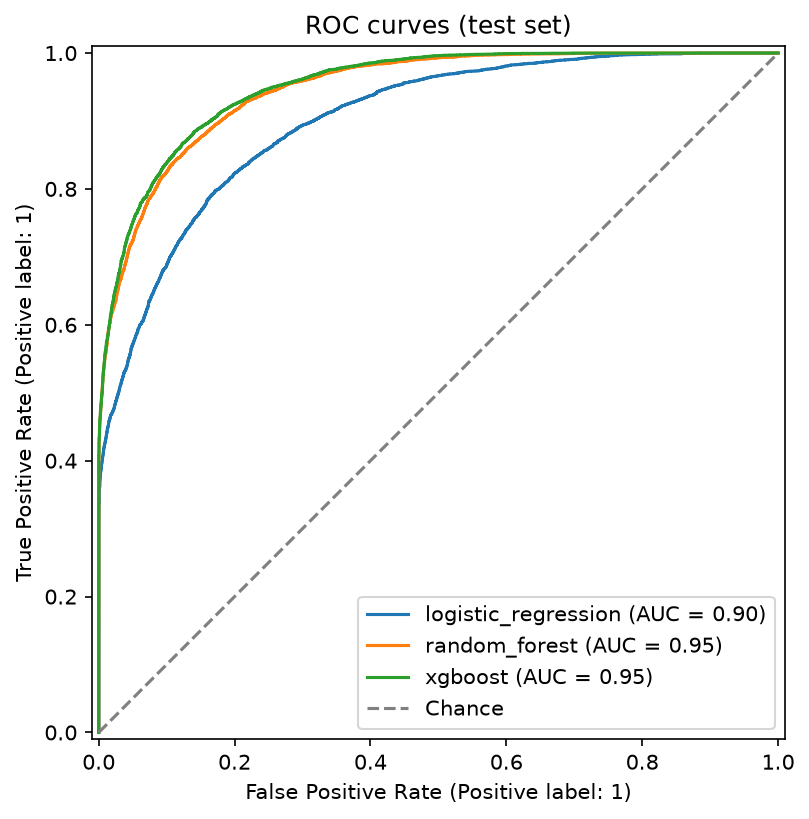 ROC curves (test set)
1.0
0.8
0.6
0.4
0.2
0.0
True Positive Rate (Positive label: 1)
logistic_regression (AUC = 0.90)
random_forest (AUC = 0.95)
xgboost (AUC = 0.95)
Chance
0.0 0.2 0.4 0.6 0.8 1.0
False Positive Rate (Positive label: 1)